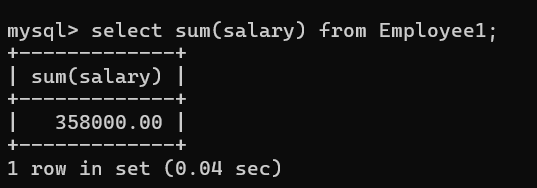 mysql> select sum(salary) from Employee1;
+-------------+
| sum(salary) |
+-------------+
|   358000.00 |
+-------------+
1 row in set (0.04 sec)